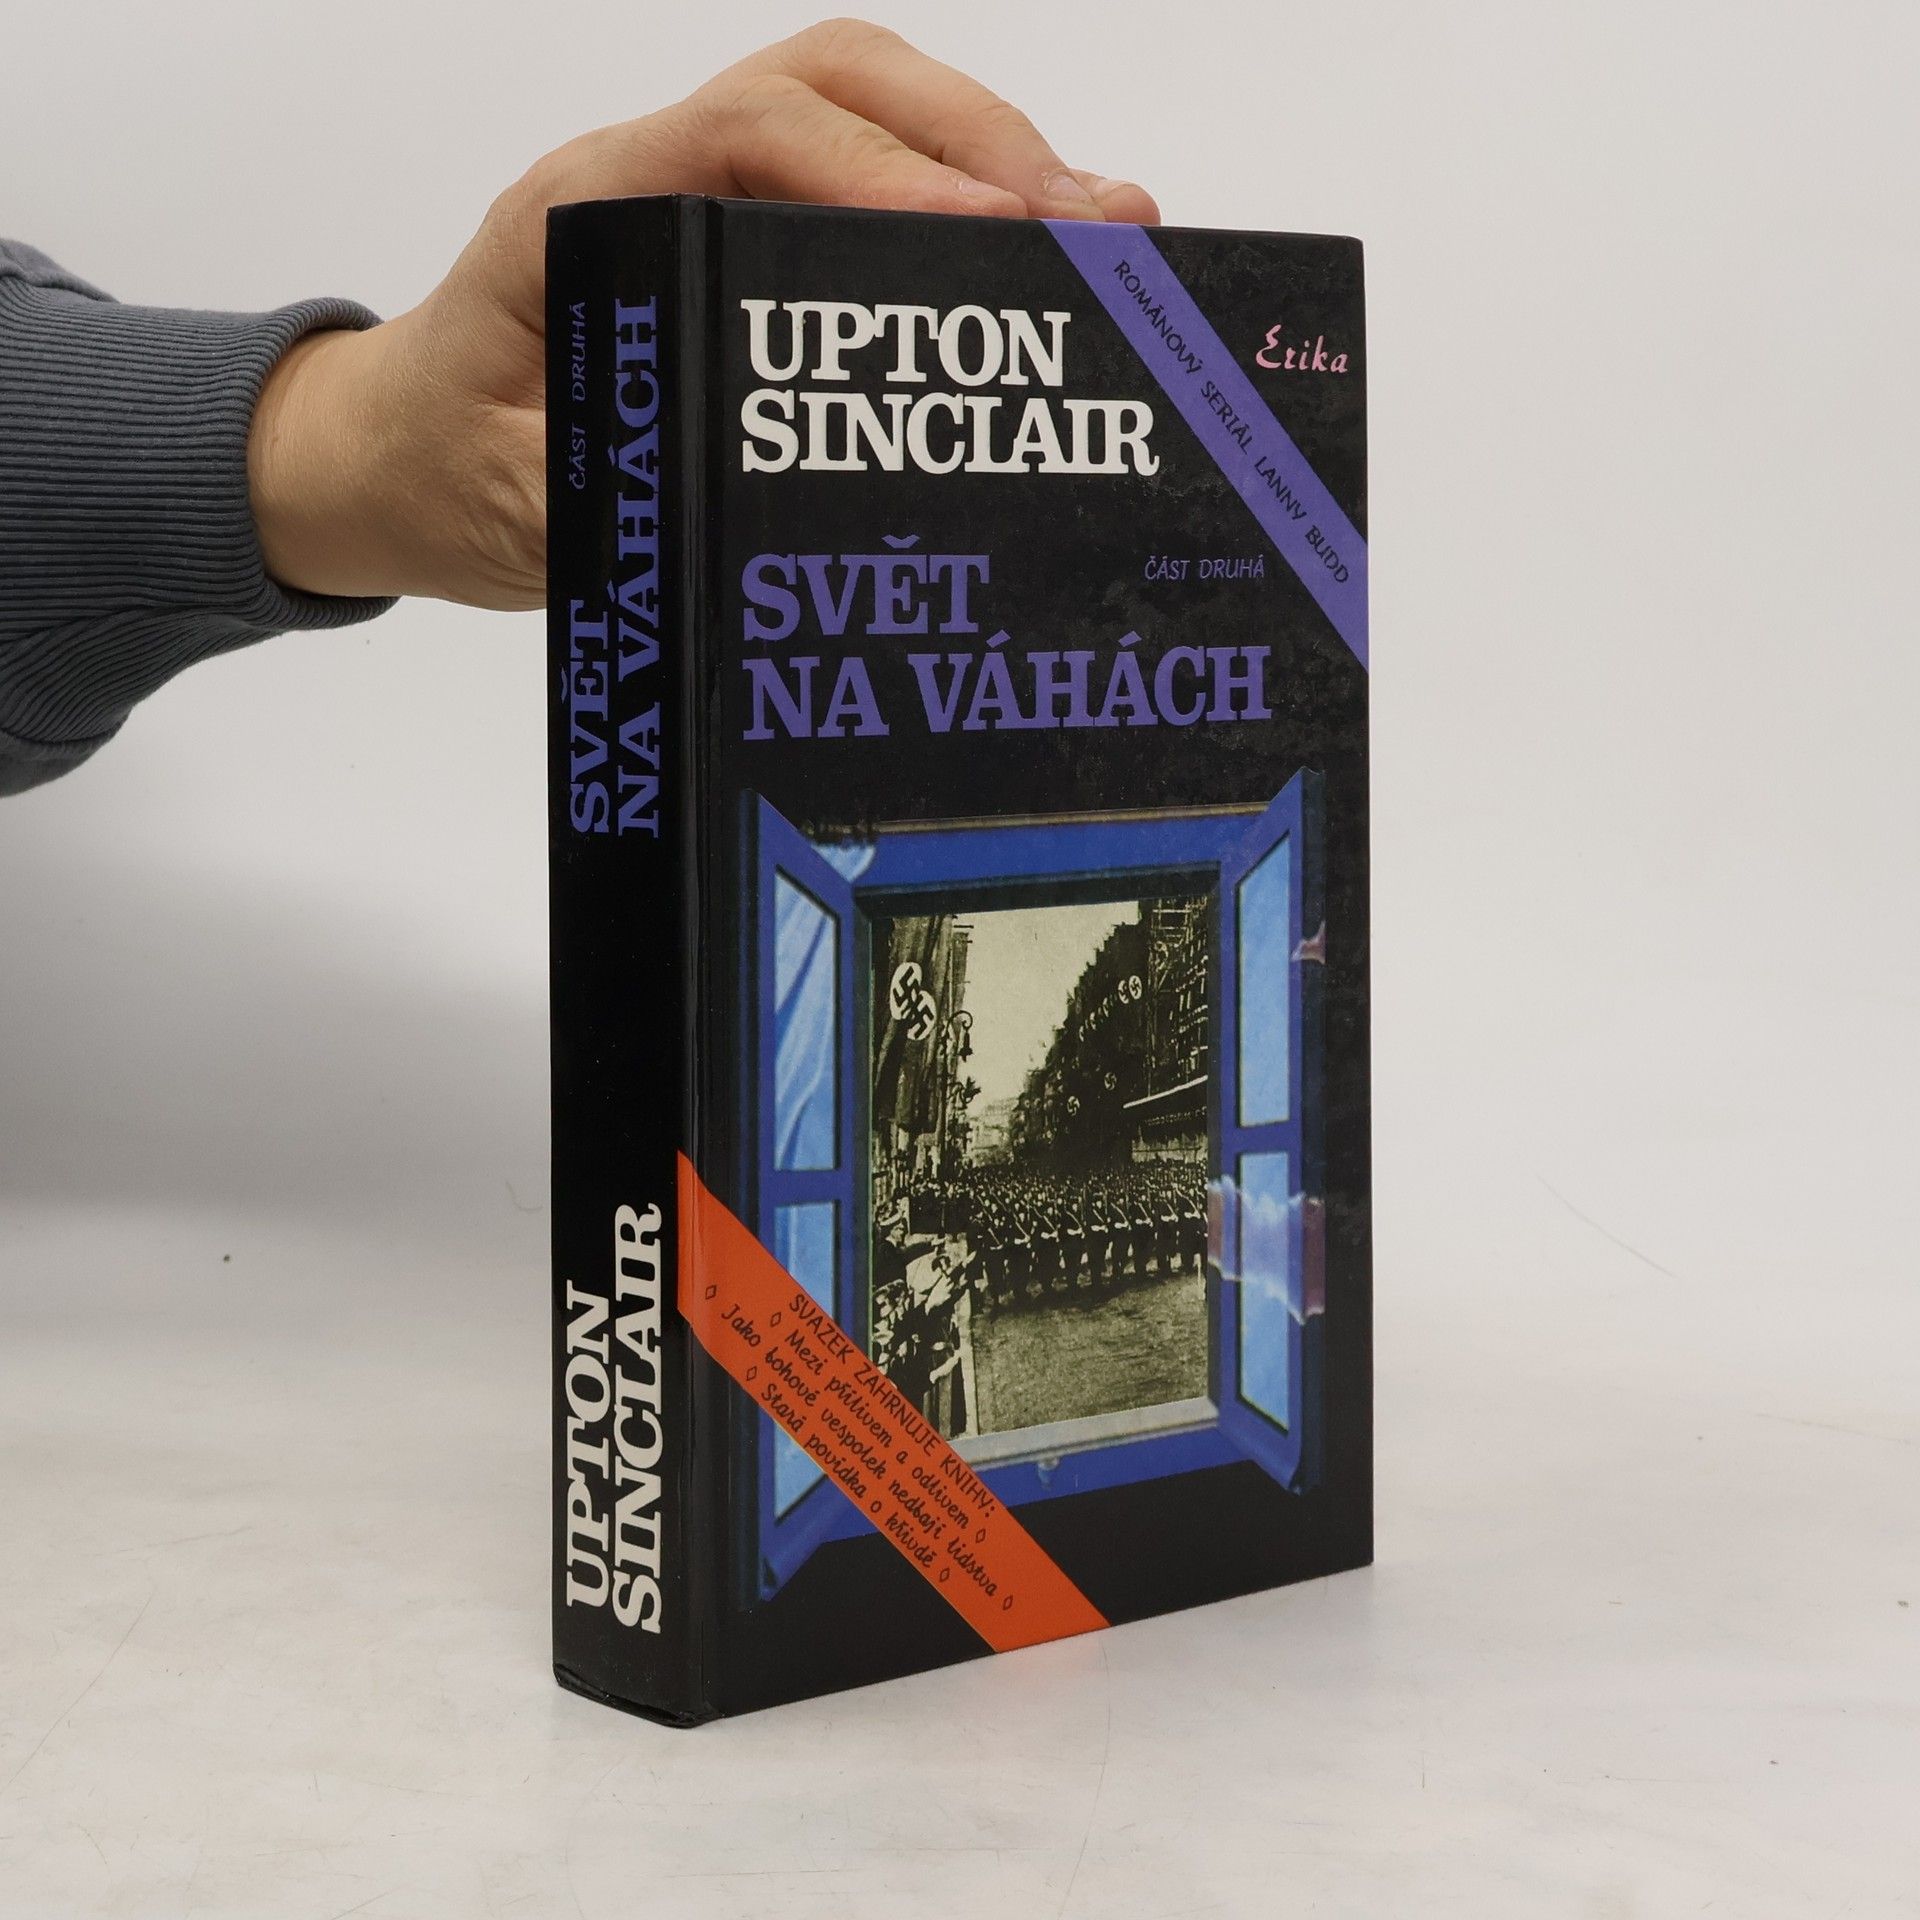 SVĚT
NA VÁHÁCH
ČÁST DRUHÁ
UPTON
SINCLAIR
UPTON
SINCLAIR
ROMÁNOVÝ SERIÁL LANNY BUDD
Erika
ČÁST DRUHÁ
SVĚT
NA VÁHÁCH
SVAZEK ZAHRNUJE KNIHY:
◊ Mezi přílivem a odlivem ◊
◊ Jako bohové vespolek nedbají lidstva ◊
◊ Stará povídka o křivdě ◊